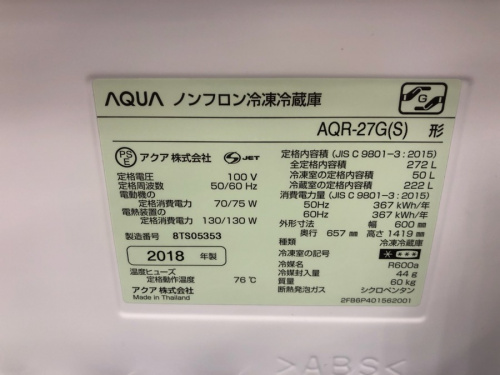 AQUA ノンフロン冷凍冷蔵庫
G
AQR-27G(S) 形
PS
E
アクア 株式会社
S JET
定格電圧 100 V
定格周波数 50/60 Hz
電動機の
定格消費電力 70/75 W
電熱装置の
定格消費電力 130/130 W
製造番号 8TS05353
2018 年製
温度ヒューズ
定格動作温度 76℃
アクア 株式会社
Made in Thailand
定格内容積 (JIS C 9801-3 : 2015)
全定格内容積 272 L
冷凍室の定格内容積 50 L
冷蔵室の定格内容積 222 L
消費電力量 (JIS C 9801-3 : 2015)
50Hz 367 kWh/年
60Hz 367 kWh/年
外形寸法 幅 600 mm
奥行 657 mm 高さ 1419 mm
種類 冷凍冷蔵庫
冷凍室の記号
冷媒名 R600a
冷媒封入量 44 g
質量 60 kg
断熱発泡ガス シクロペンタン
2FB8P401562001
>ABS<